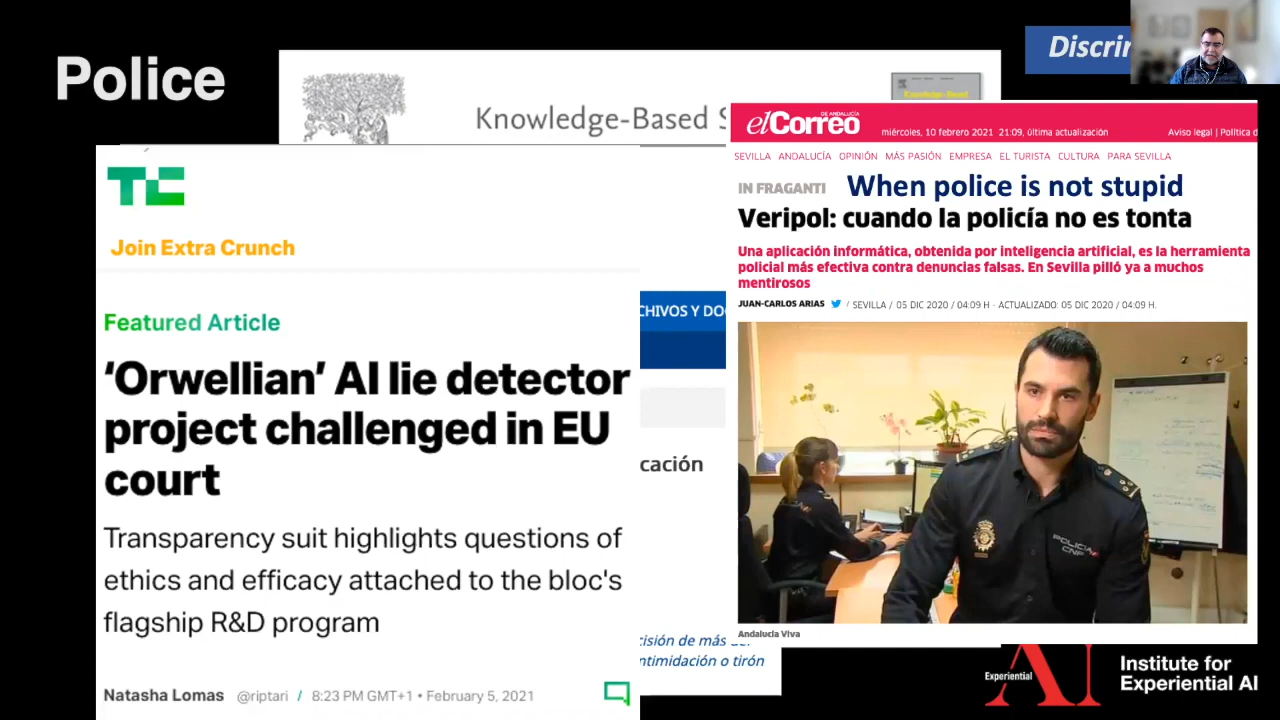 Police
Discrir
Knowledge-Based S
TC
Join Extra Crunch
Featured Article
‘Orwellian’ AI lie detector
project challenged in EU
court
Transparency suit highlights questions of
ethics and efficacy attached to the bloc's
flagship R&D program
Natasha Lomas @riptari / 8:23 PM GMT+1 • February 5, 2021
CHIVOS Y DO
cación
cisión de más de
ntimidación o tirón
elCorreo
DE ANDALUCÍA
miércoles, 10 febrero 2021 21:09, última actualización
Aviso legal | Política d
SEVILLA ANDALUCÍA OPINIÓN MÁS PASIÓN EMPRESA EL TURISTA CULTURA PARA SEVILLA
IN FRAGANTI When police is not stupid
Veripol: cuando la policía no es tonta
Una aplicación informática, obtenida por inteligencia artificial, es la herramienta
policial más efectiva contra denuncias falsas. En Sevilla pilló ya a muchos
mentirosos
JUAN-CARLOS ARIAS / SEVILLA / 05 DIC 2020 / 04:09 H - ACTUALIZADO: 05 DIC 2020 / 04:09 H.
POLICIA
CNP
Andalucía Viva
Experiential AI
Institute for
Experiential AI